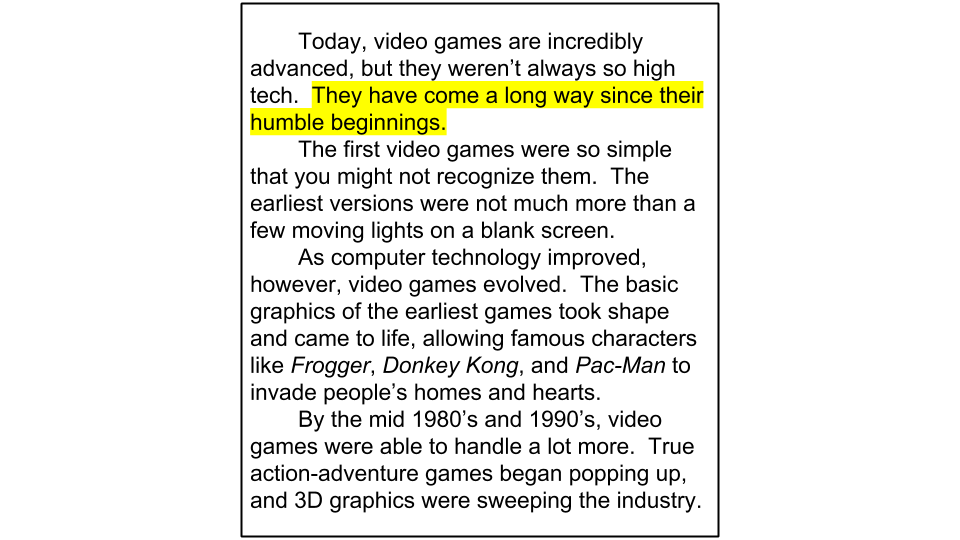 Today, video games are incredibly
advanced, but they weren’t always so high
tech.  They have come a long way since their
humble beginnings.
The first video games were so simple
that you might not recognize them.  The
earliest versions were not much more than a
few moving lights on a blank screen.
As computer technology improved,
however, video games evolved.  The basic
graphics of the earliest games took shape
and came to life, allowing famous characters
like Frogger, Donkey Kong, and Pac-Man to
invade people’s homes and hearts.
By the mid 1980’s and 1990’s, video
games were able to handle a lot more.  True
action-adventure games began popping up,
and 3D graphics were sweeping the industry.